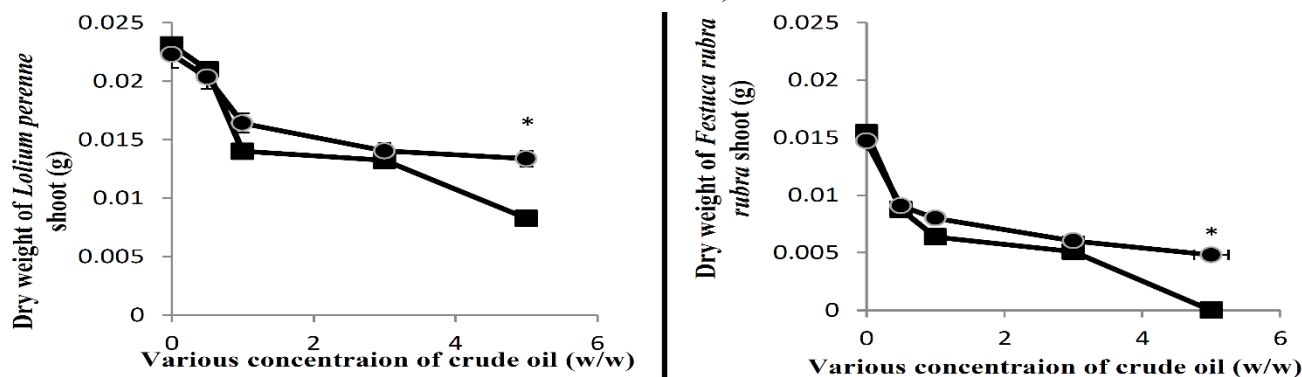 Dry weight of Lolium perenne
shoot (g)
0.025
0.02
0.015
0.01
0.005
0
*
0 2 4 6
Various concentraion of crude oil (w/w)
Dry weight of Festuca rubra
rubra shoot (g)
0.025
0.02
0.015
0.01
0.005
0
*
0 2 4 6
Various concentraion of crude oil (w/w)